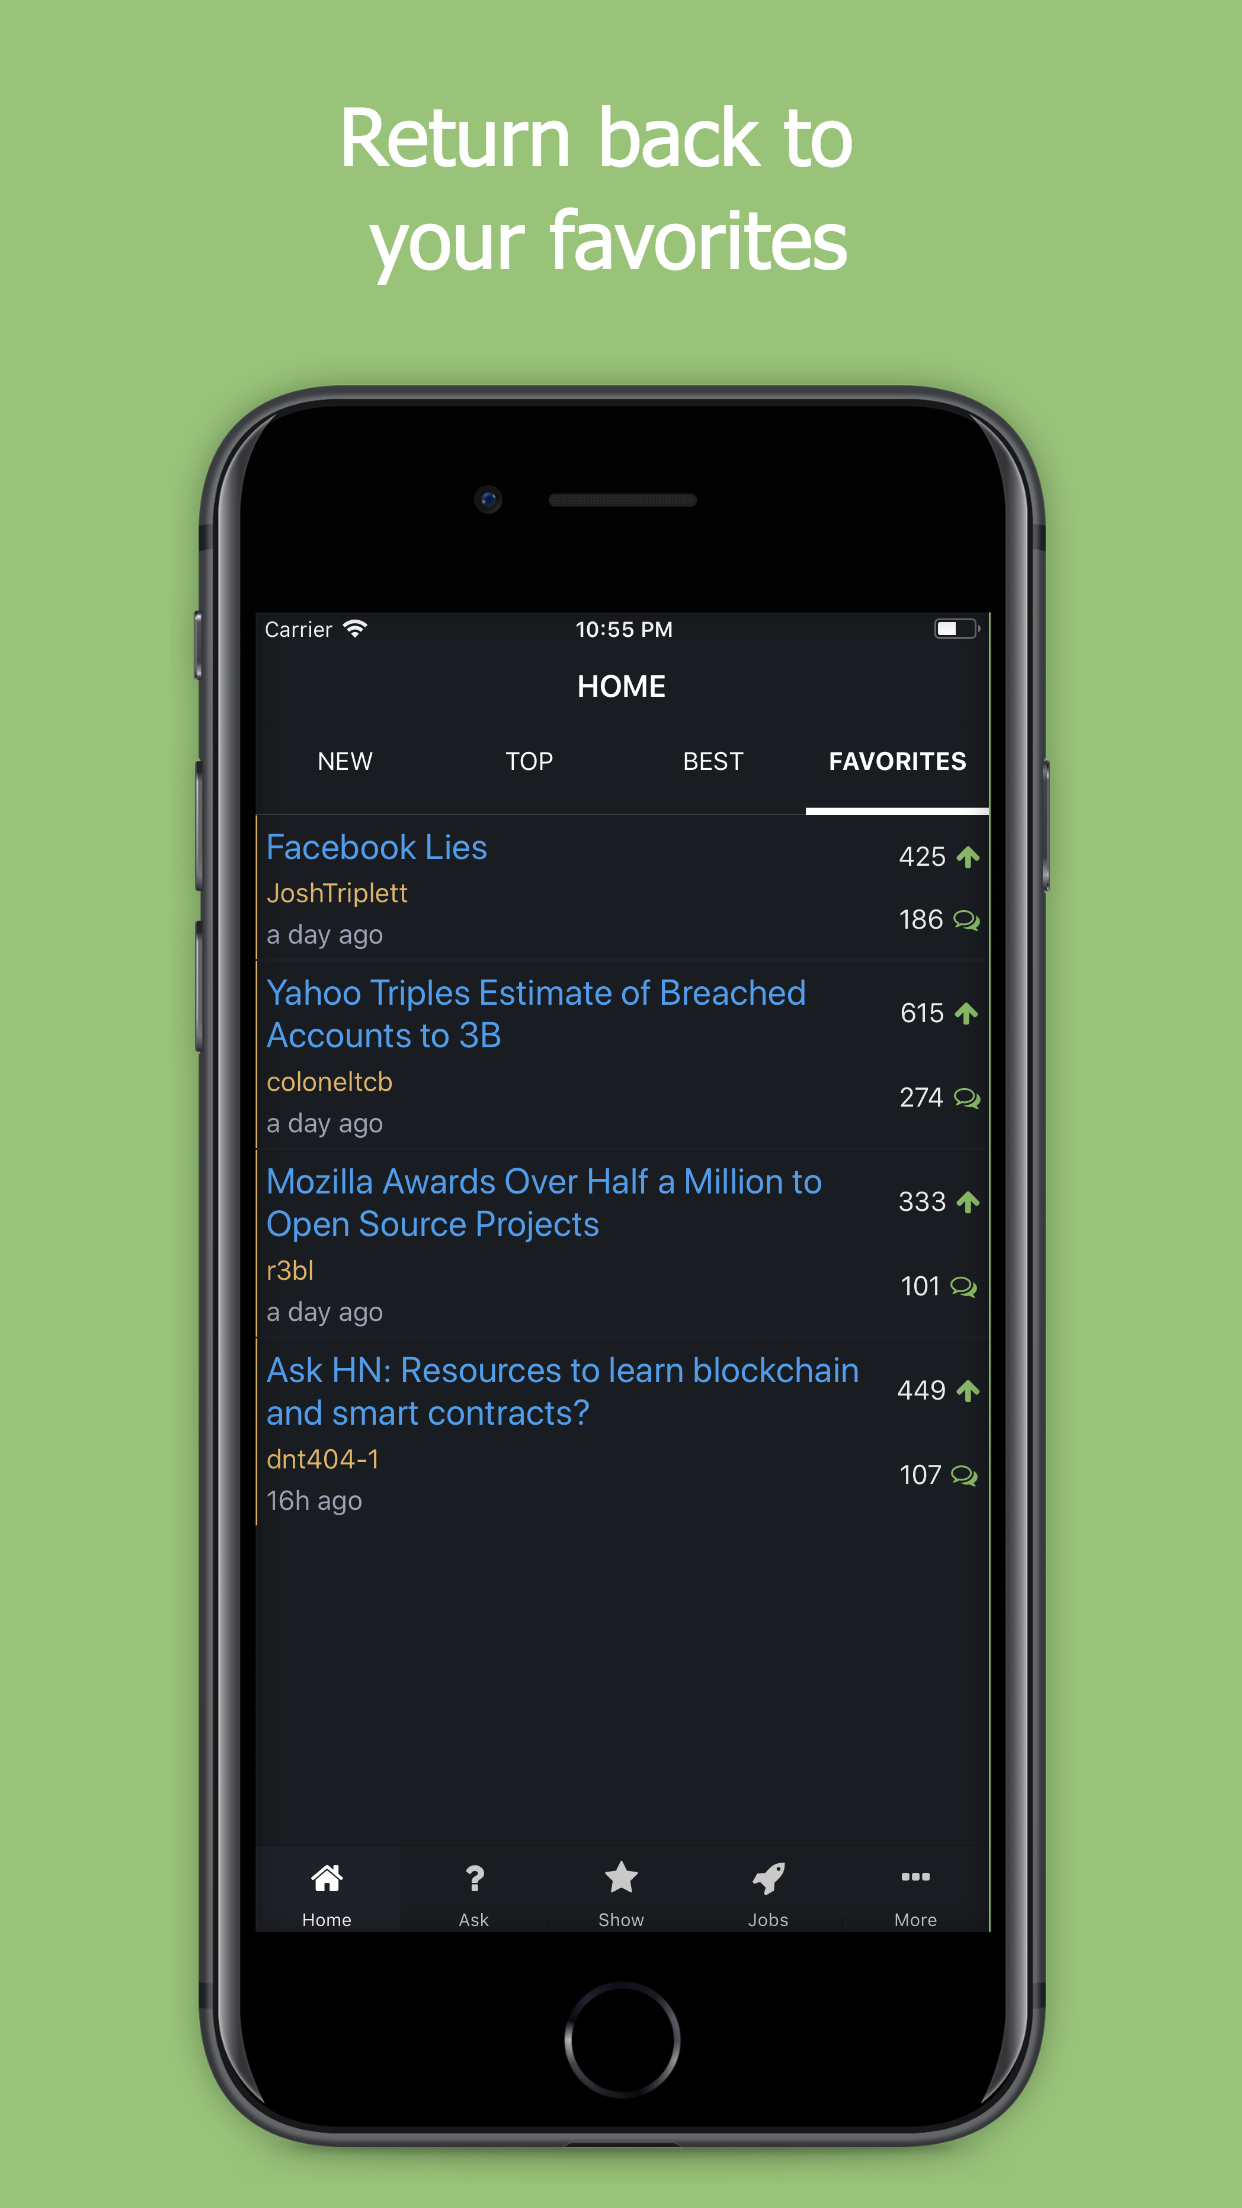 Return back to
your favorites
Carrier 10:55 PM
HOME
NEW TOP BEST FAVORITES
Facebook Lies
425
JoshTriplett
186
a day ago
Yahoo Triples Estimate of Breached
615
Accounts to 3B
coloneltcb
274
a day ago
Mozilla Awards Over Half a Million to
333
Open Source Projects
r3bl
101
a day ago
Ask HN: Resources to learn blockchain
449
and smart contracts?
dnt404-1
107
16h ago
Home Ask Show Jobs More